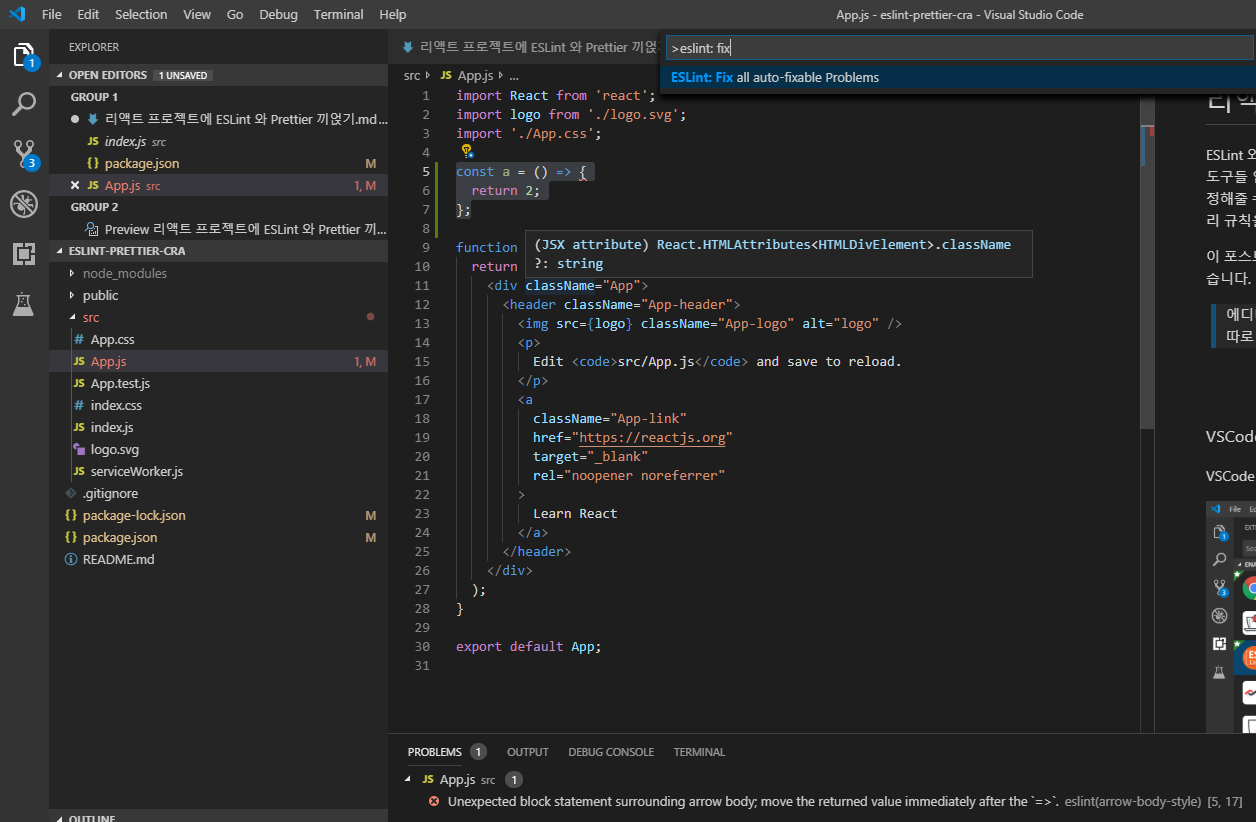 File Edit Selection View Go Debug Terminal Help
App.js - eslint-prettier-cra - Visual Studio Code
EXPLORER
OPEN EDITORS 1 UNSAVED
GROUP 1
리액트 프로젝트에 ESLint 와 Prettier 끼얹기.md...
JS index.js src
{} package.json M
JS App.js src 1, M
GROUP 2
Preview 리액트 프로젝트에 ESLint 와 Prettier 끼...
ESLINT-PRETTIER-CRA
node_modules
public
src
# App.css
JS App.js 1, M
JS App.test.js
# index.css
JS index.js
logo.svg
JS serviceWorker.js
.gitignore
{} package-lock.json M
{} package.json M
README.md
OUTLINE
리액트 프로젝트에 ESLint 와 Prettier 끼얹
>eslint: fix
ESLint: Fix all auto-fixable Problems
src JS App.js ...
1 import React from 'react';
2 import logo from './logo.svg';
3 import './App.css';
4
5 const a = () => {
6 return 2;
7 };
8
9 function
(JSX attribute) React.HTMLAttributes<HTMLDivElement>.className
?: string
10 return
11 <div className="App">
12 <header className="App-header">
13 <img src={logo} className="App-logo" alt="logo" />
14 <p>
15 Edit <code>src/App.js</code> and save to reload.
16 </p>
17 <a
18 className="App-link"
19 href="https://reactjs.org"
20 target="_blank"
21 rel="noopener noreferrer"
22 >
23 Learn React
24 </a>
25 </header>
26 </div>
27 );
28 }
29
30 export default App;
31
ESLint 와
도구들
정해줄
리 규칙을
이 포스트
습니다.
에디
따로
VSCode
VSCode
File
PROBLEMS 1 OUTPUT DEBUG CONSOLE TERMINAL
JS App.js src 1
Unexpected block statement surrounding arrow body; move the returned value immediately after the `=>`. eslint(arrow-body-style) [5, 17]